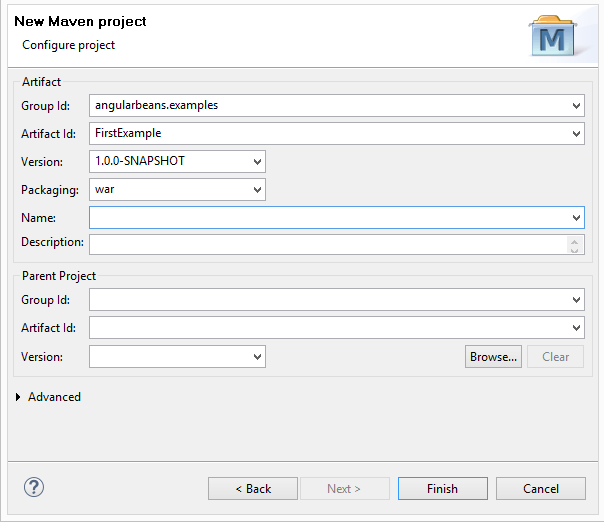 New Maven project
Configure project
M
Artifact
Group Id: angularbeans.examples
Artifact Id: FirstExample
Version: 1.0.0-SNAPSHOT
Packaging: war
Name:
Description:
Parent Project
Group Id:
Artifact Id:
Version: Browse... Clear
Advanced
? < Back Next > Finish Cancel